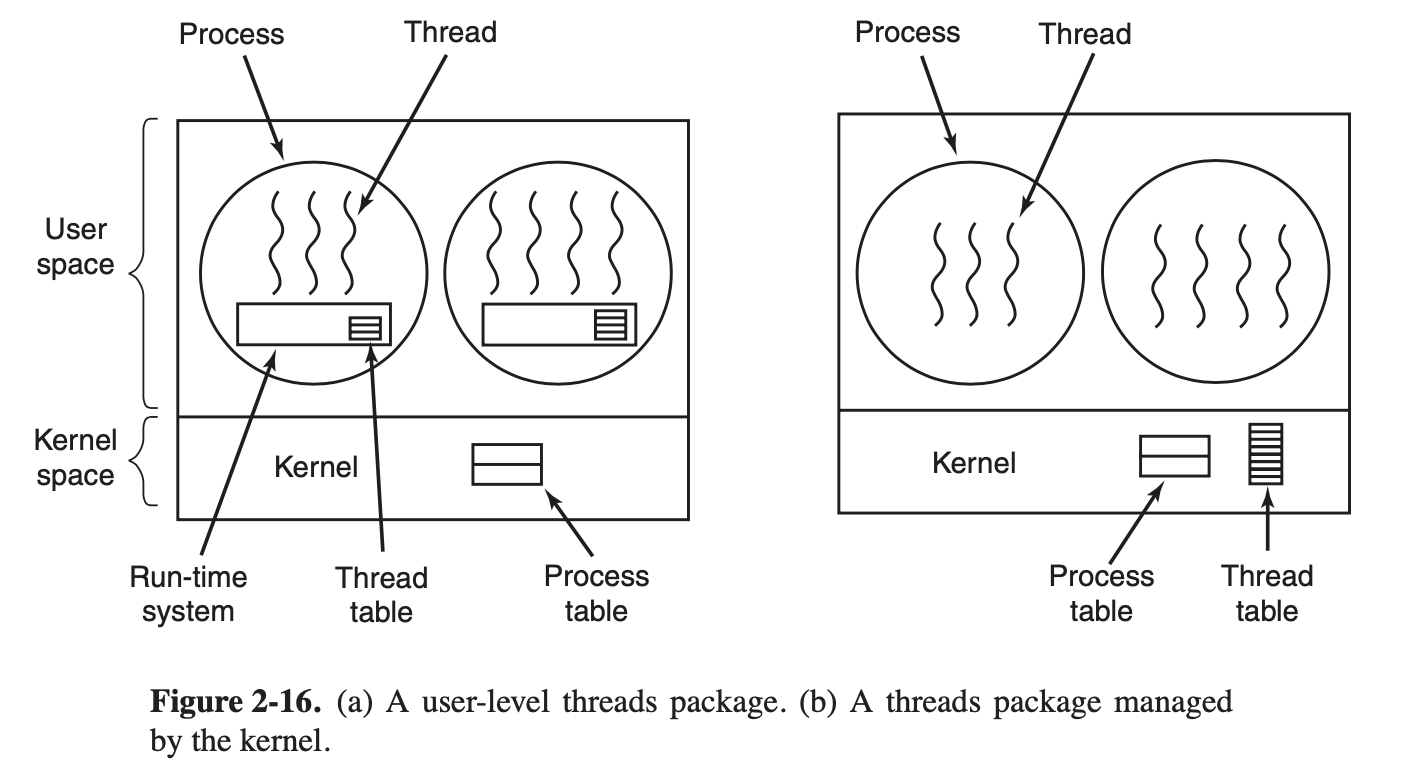 Process
Thread
Process
Thread
User
space
Kernel
space
Kernel
Kernel
Run-time
system
Thread
table
Process
table
Process
table
Thread
table
Figure 2-16. (a) A user-level threads package. (b) A threads package managed
by the kernel.